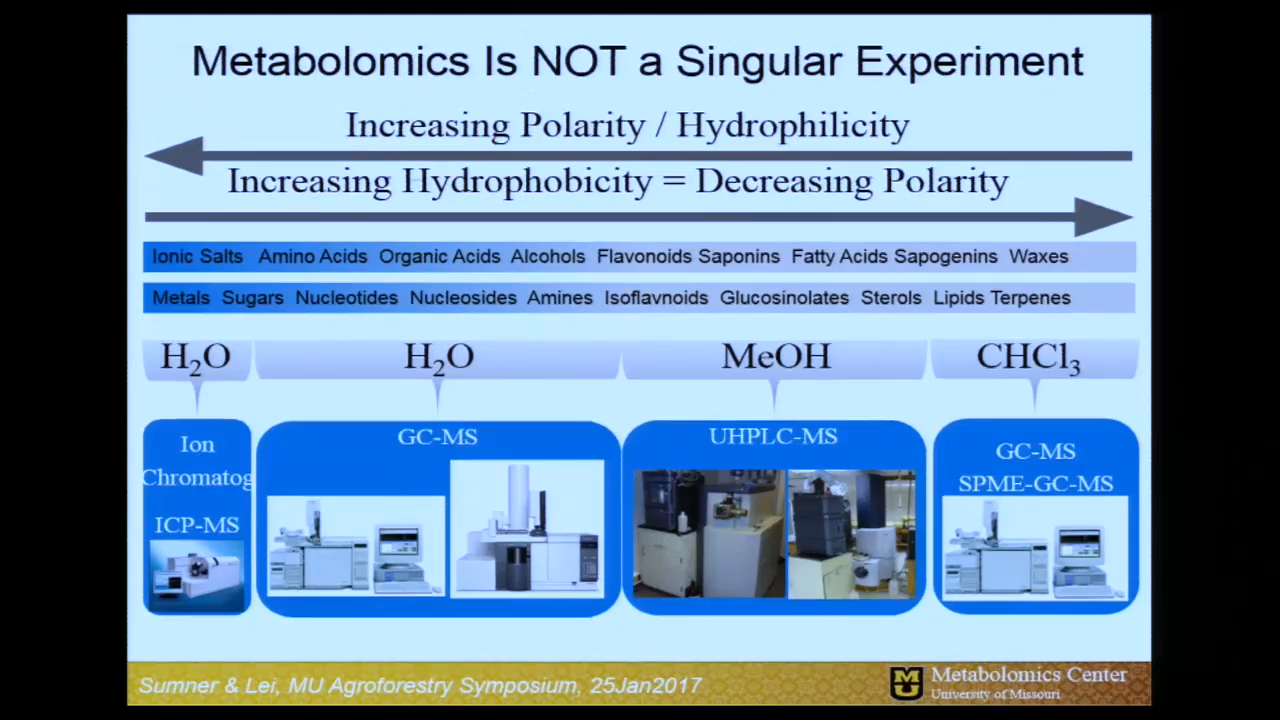 Metabolomics Is NOT a Singular Experiment
Increasing Polarity / Hydrophilicity
Increasing Hydrophobicity = Decreasing Polarity
Ionic Salts Amino Acids Organic Acids Alcohols Flavonoids Saponins Fatty Acids Sapogenins Waxes
Metals Sugars Nucleotides Nucleosides Amines Isoflavnoids Glucosinolates Sterols Lipids Terpenes
H₂O H₂O MeOH CHCl₃
Ion
Chromatog
ICP-MS
GC-MS
UHPLC-MS
GC-MS
SPME-GC-MS
Sumner & Lei, MU Agroforestry Symposium, 25Jan2017
MU
Metabolomics Center
University of Missouri